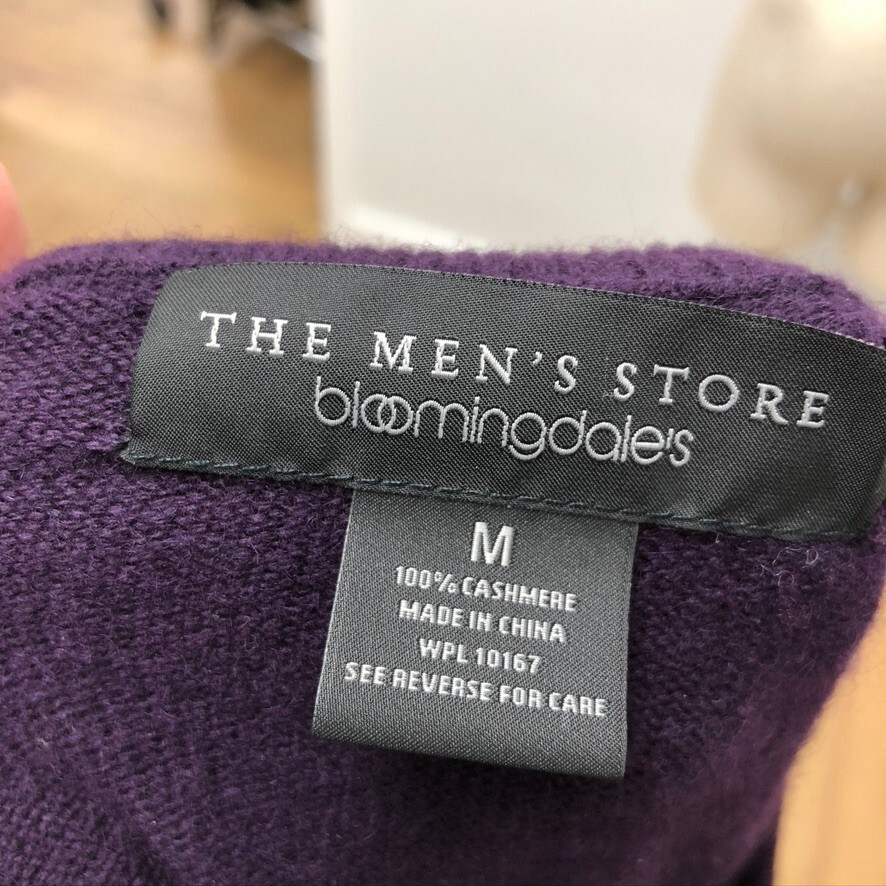 THE MEN'S STORE
bloomingdale's
M
100% CASHMERE
MADE IN CHINA
WPL 10167
SEE REVERSE FOR CARE